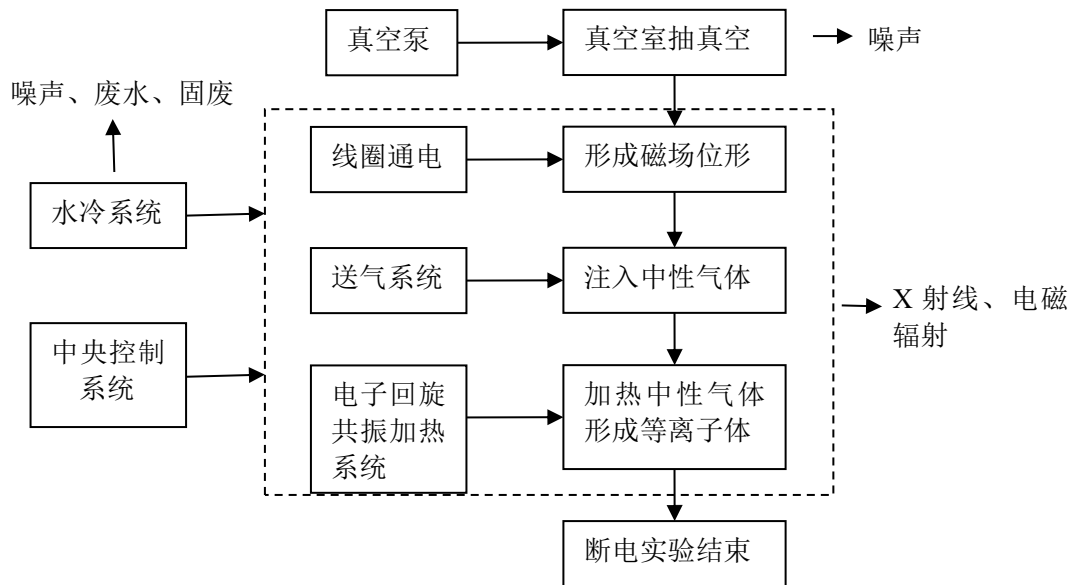 真空泵
真空室抽真空
噪声
噪声、废水、固废
线圈通电
形成磁场位形
水冷系统
送气系统
注入中性气体
X 射线、电磁
辐射
中央控制
系统
电子回旋
共振加热
系统
加热中性气体
形成等离子体
断电实验结束